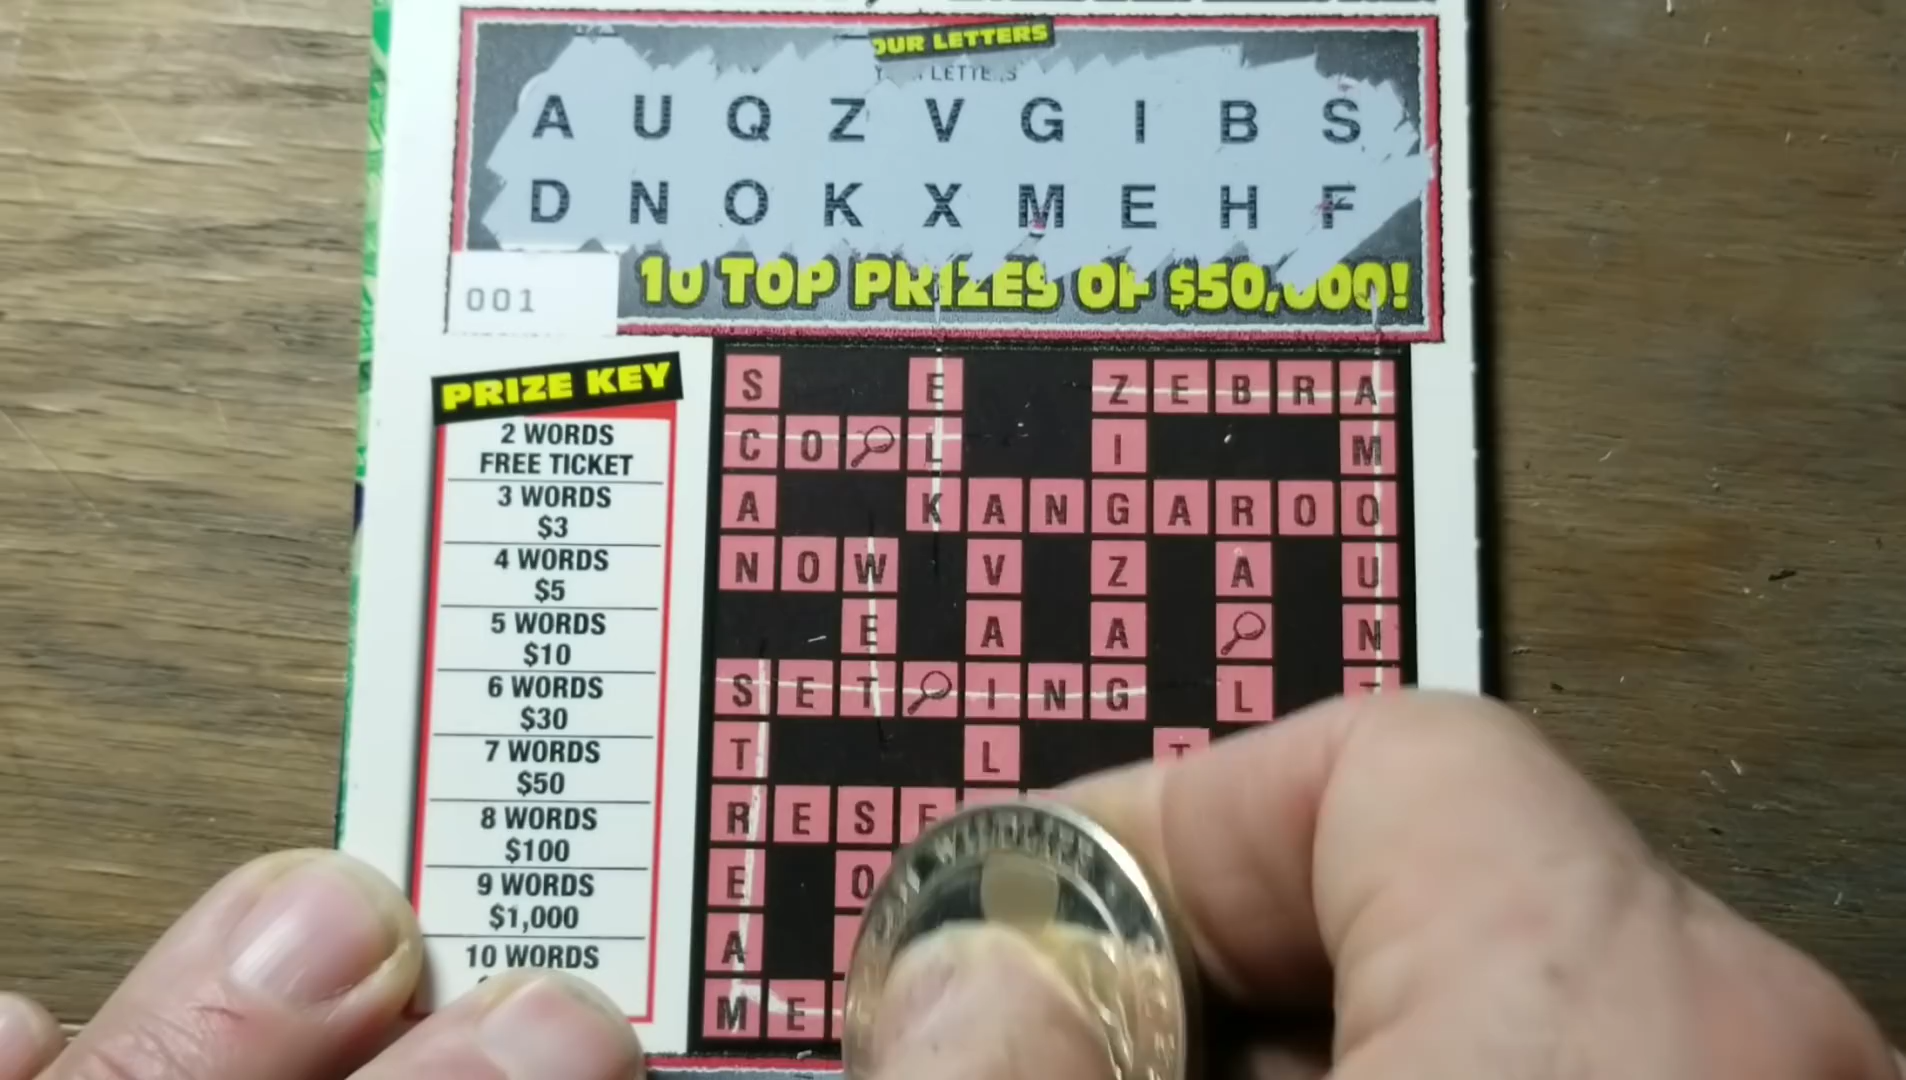 OUR LETTERS
A U Q Z V G I B S
D N O K X M E H F
001
10 TOP PRIZES OF $50,000!
PRIZE KEY
2 WORDS
FREE TICKET
3 WORDS
$3
4 WORDS
$5
5 WORDS
$10
6 WORDS
$30
7 WORDS
$50
8 WORDS
$100
9 WORDS
$1,000
10 WORDS
S E Z E B R A
C O L I M
A K A N G A R O O
N O W V Z A U
E A A N
S E T I N G L T
T L T
R E S E
E O
A
M E